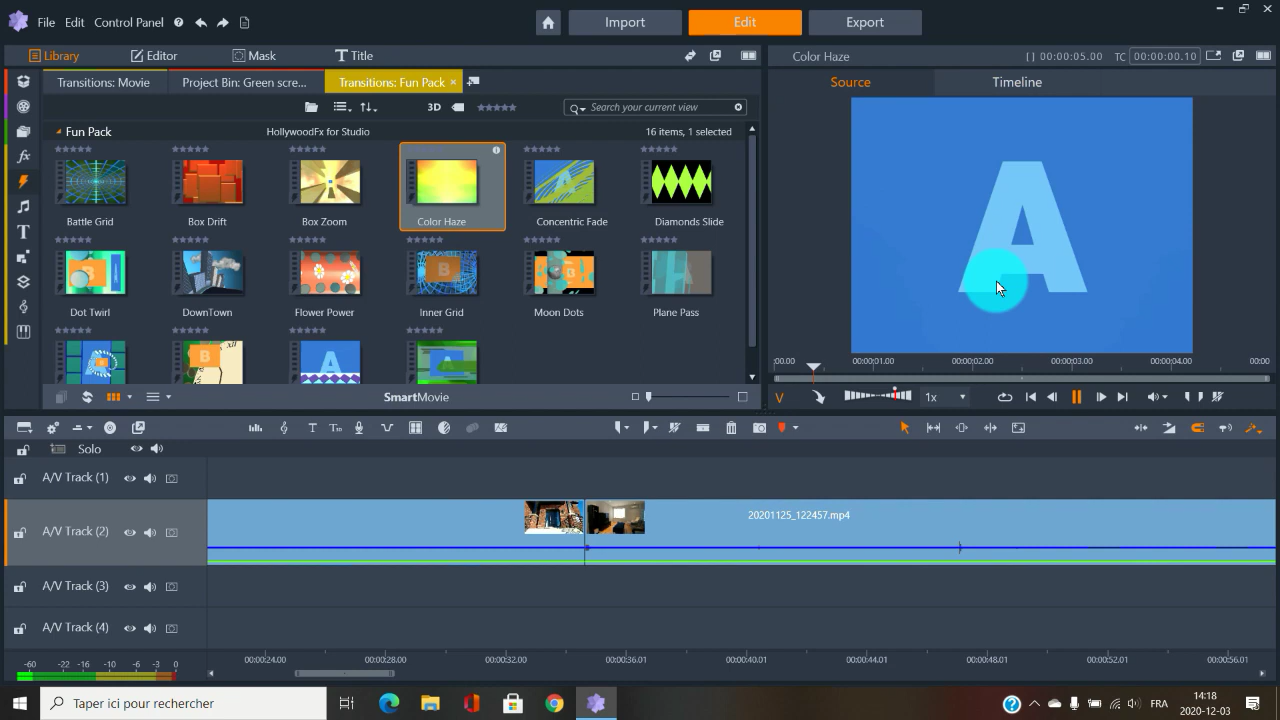 File Edit Control Panel
Import Edit Export
Library Editor Mask Title
Color Haze
[ ] 00:00:05.00 TC 00:00:00.10
Transitions: Movie Project Bin: Green scre... Transitions: Fun Pack
Source Timeline
3D Search your current view
Fun Pack HollywoodFx for Studio 16 items, 1 selected
A
Battle Grid Box Drift Box Zoom Color Haze Concentric Fade Diamonds Slide
Dot Twirl DownTown Flower Power Inner Grid Moon Dots Plane Pass
:00.00 00:00:01.00 00:00:02.00 00:00:03.00 00:00:04.00 00:00
SmartMovie
V 1x
Solo
A/V Track (1)
A/V Track (2)
20201125_122457.mp4
A/V Track (3)
A/V Track (4)
-60 -22 -16 -10 -6 -3 0
00:00:24.00 00:00:28.00 00:00:32.00 00:00:36.01 00:00:40.01 00:00:44.01 00:00:48.01 00:00:52.01 00:00:56.01
Taper ici pour rechercher
FRA
14:18
2020-12-03